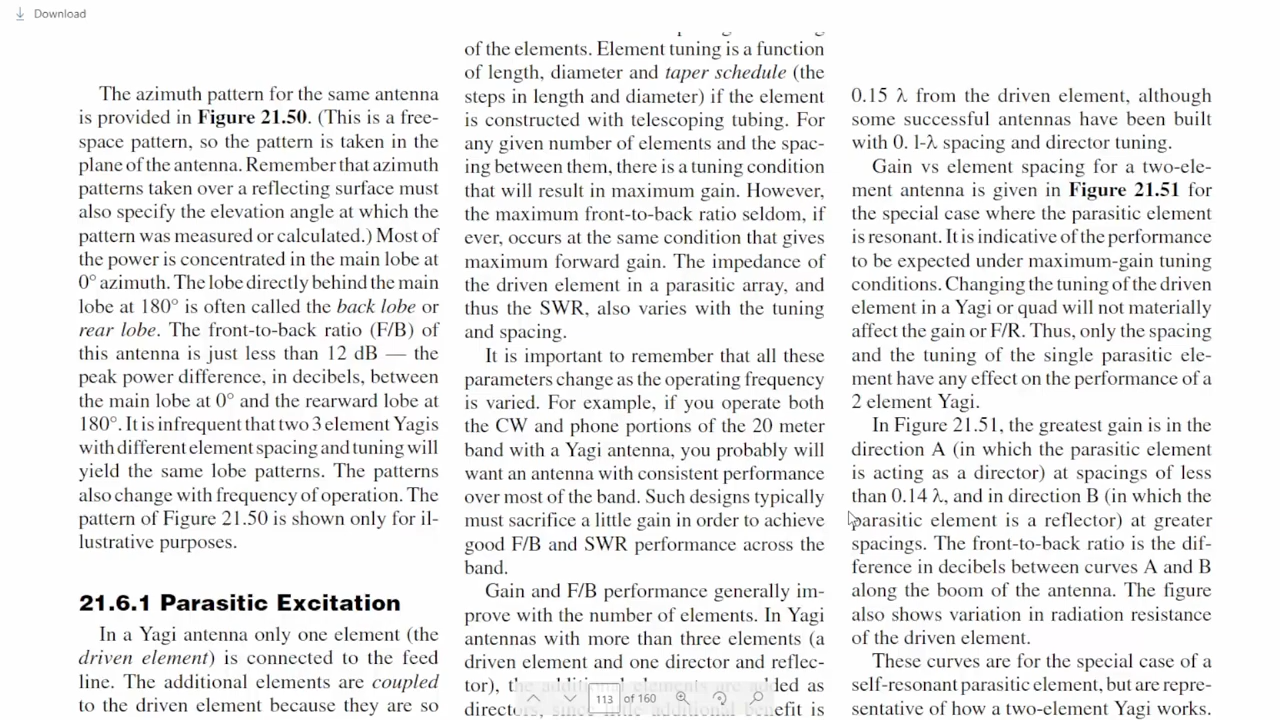 Download
The azimuth pattern for the same antenna
is provided in Figure 21.50. (This is a free-
space pattern, so the pattern is taken in the
plane of the antenna. Remember that azimuth
patterns taken over a reflecting surface must
also specify the elevation angle at which the
pattern was measured or calculated.) Most of
the power is concentrated in the main lobe at
0° azimuth. The lobe directly behind the main
lobe at 180° is often called the back lobe or
rear lobe. The front-to-back ratio (F/B) of
this antenna is just less than 12 dB — the
peak power difference, in decibels, between
the main lobe at 0° and the rearward lobe at
180°. It is infrequent that two 3 element Yagis
with different element spacing and tuning will
yield the same lobe patterns. The patterns
also change with frequency of operation. The
pattern of Figure 21.50 is shown only for il-
lustrative purposes.
21.6.1 Parasitic Excitation
In a Yagi antenna only one element (the
driven element) is connected to the feed
line. The additional elements are coupled
to the driven element because they are so
of the elements. Element tuning is a function
of length, diameter and taper schedule (the
steps in length and diameter) if the element
is constructed with telescoping tubing. For
any given number of elements and the spac-
ing between them, there is a tuning condition
that will result in maximum gain. However,
the maximum front-to-back ratio seldom, if
ever, occurs at the same condition that gives
maximum forward gain. The impedance of
the driven element in a parasitic array, and
thus the SWR, also varies with the tuning
and spacing.
It is important to remember that all these
parameters change as the operating frequency
is varied. For example, if you operate both
the CW and phone portions of the 20 meter
band with a Yagi antenna, you probably will
want an antenna with consistent performance
over most of the band. Such designs typically
must sacrifice a little gain in order to achieve
good F/B and SWR performance across the
band.
Gain and F/B performance generally im-
prove with the number of elements. In Yagi
antennas with more than three elements (a
driven element and one director and reflec-
tor), the additional elements are added as
directors, since little additional benefit is
113 of 160
0.15 λ from the driven element, although
some successful antennas have been built
with 0. l-λ spacing and director tuning.
Gain vs element spacing for a two-ele-
ment antenna is given in Figure 21.51 for
the special case where the parasitic element
is resonant. It is indicative of the performance
to be expected under maximum-gain tuning
conditions. Changing the tuning of the driven
element in a Yagi or quad will not materially
affect the gain or F/R. Thus, only the spacing
and the tuning of the single parasitic ele-
ment have any effect on the performance of a
2 element Yagi.
In Figure 21.51, the greatest gain is in the
direction A (in which the parasitic element
is acting as a director) at spacings of less
than 0.14 λ, and in direction B (in which the
parasitic element is a reflector) at greater
spacings. The front-to-back ratio is the dif-
ference in decibels between curves A and B
along the boom of the antenna. The figure
also shows variation in radiation resistance
of the driven element.
These curves are for the special case of a
self-resonant parasitic element, but are repre-
sentative of how a two-element Yagi works.